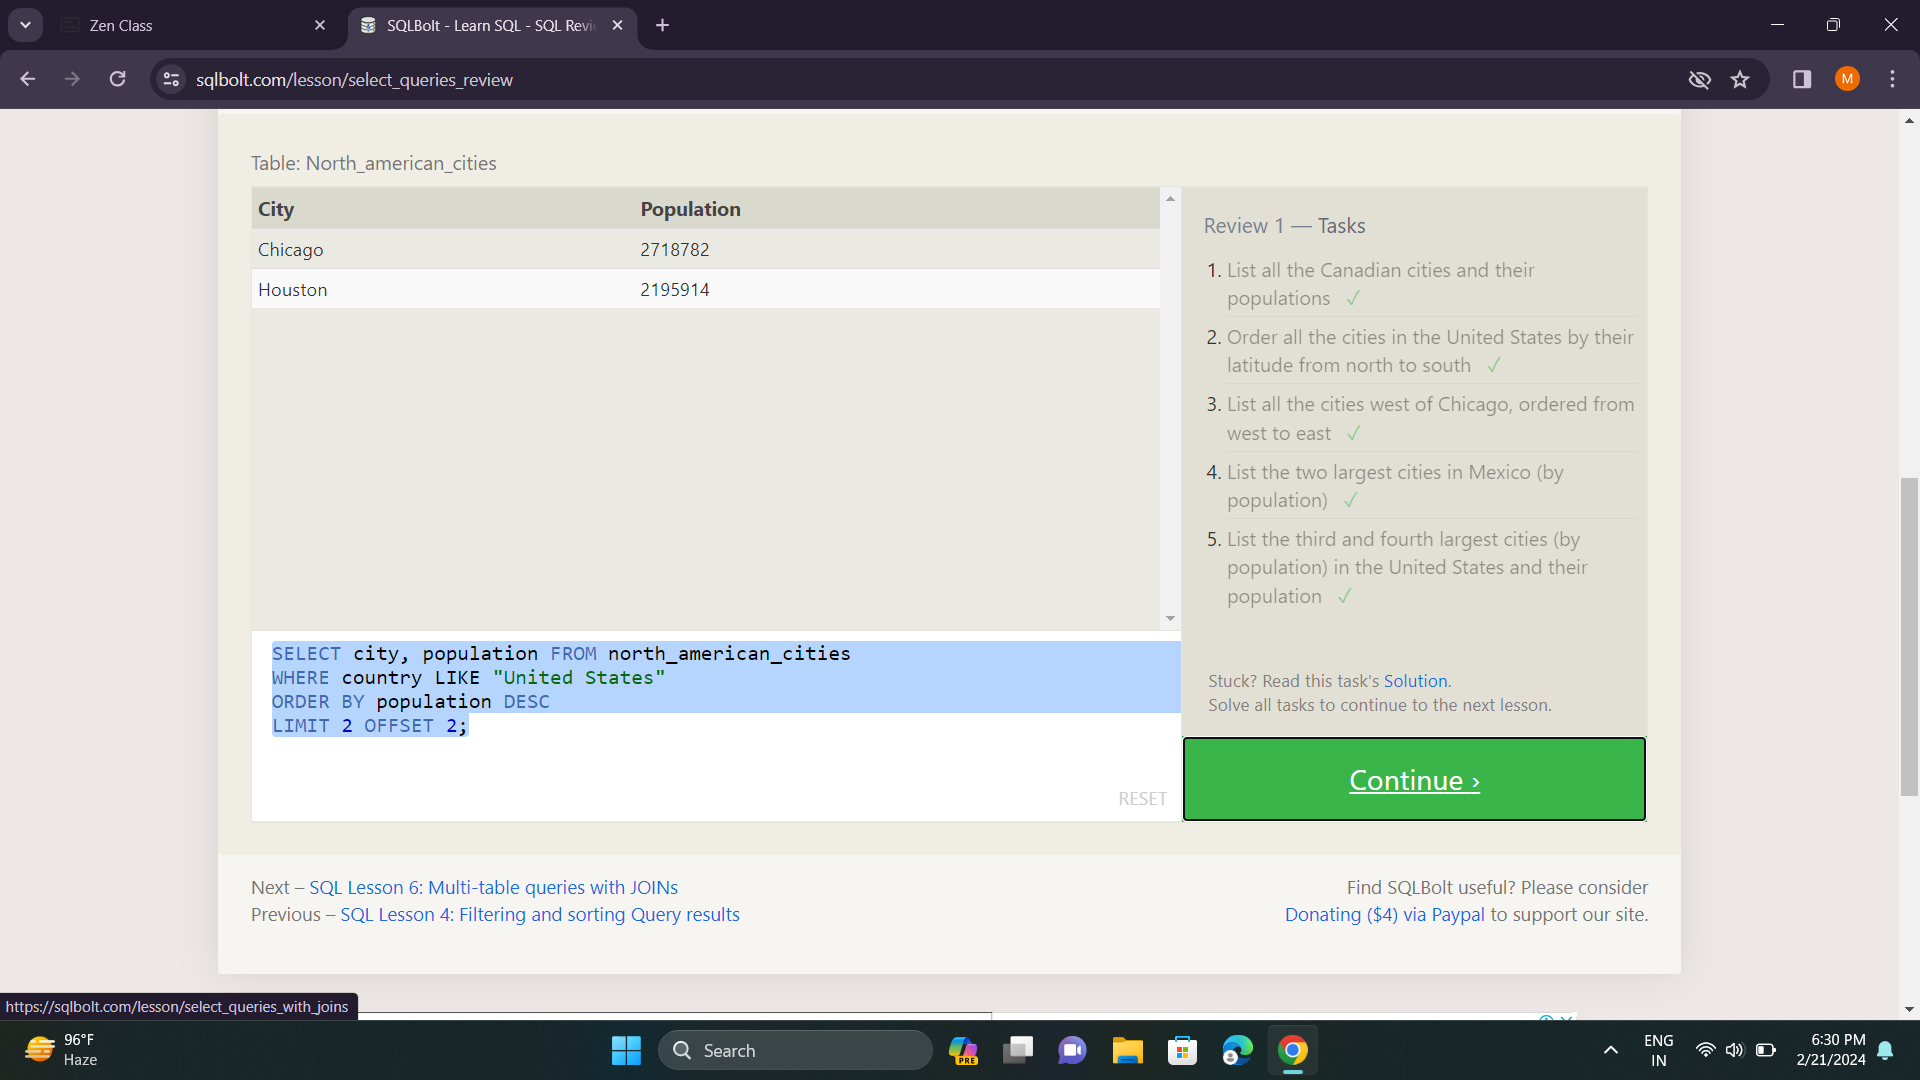 Zen Class
SQLBolt - Learn SQL - SQL Revi
sqlbolt.com/lesson/select_queries_review
M
Table: North_american_cities
City Population
Chicago 2718782
Houston 2195914
Review 1 — Tasks
1. List all the Canadian cities and their
populations ✓
2. Order all the cities in the United States by their
latitude from north to south ✓
3. List all the cities west of Chicago, ordered from
west to east ✓
4. List the two largest cities in Mexico (by
population) ✓
5. List the third and fourth largest cities (by
population) in the United States and their
population ✓
SELECT city, population FROM north_american_cities
WHERE country LIKE "United States"
ORDER BY population DESC
LIMIT 2 OFFSET 2;
RESET
Stuck? Read this task's Solution.
Solve all tasks to continue to the next lesson.
Continue ›
Next – SQL Lesson 6: Multi-table queries with JOINs
Previous – SQL Lesson 4: Filtering and sorting Query results
Find SQLBolt useful? Please consider
Donating ($4) via Paypal to support our site.
https://sqlbolt.com/lesson/select_queries_with_joins
96°F
Haze
Search
PRE
ENG
IN
6:30 PM
2/21/2024